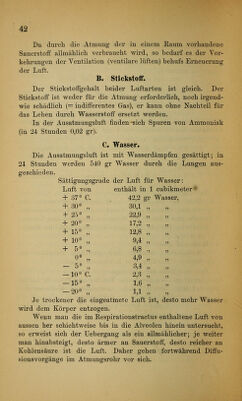 42
Da durch die Atmung der in einem Raum vorhandene
Sauerstoff allmählich verbraucht wird, so bedarf es der Vor-
kehrungen der Ventilation (ventilare lüften) behufs Erneuerung
der Luft.
B. Stickstoff.
Der Stickstoffgehalt beider Luftarten ist gleich. Der
Stickstoff ist weder für die Atmung erforderlich, noch irgend-
wie schädlich (= indifferentes Gas), er kann ohne Nachteil für
das Leben durch Wasserstoff ersetzt werden.
In der Ausatmungsluft finden sich Spuren von Ammoniak
(in 24 Stunden 0,02 gr).
C. Wasser.
Die Ausatmungsluft ist mit Wasserdämpfen gesättigt; in
24 Stunden werden 540 gr Wasser durch die Lungen aus-
geschieden.
Sättigungsgrade der Luft für Wasser:
Luft von enthält in 1 cubikmeter
+ 37° C. 42,2 gr Wasser,
+ 30° „ 30,1 „ „
+ 25° „ 22,9 „ „
+ 20° „ 17,2 „ „
+ 15° „ 12,8 „ „
+ 10° „ 9,4 „ „
+ 5° „ 6,8 „ „
0° „ 4,9 „ „
— 5° „ 3,4 „ „
— 10° C. 2,3 „ „
— 15° „ 1,6 „ „
— 20° „ 1,1 „ „
Je trockener die eingeatmete Luft ist, desto mehr Wasser
wird dem Körper entzogen.
Wenn man die im Respirationstractus enthaltene Luft von
aussen her schichtweise bis in die Alveolen hinein untersucht,
so erweist sich der Uebergang als ein allmählicher; je weiter
man hinabsteigt, desto ärmer an Sauerstoff, desto reicher an
Kohlensäure ist die Luft. Daher gehen fortwährend Diffu-
sionsvorgänge im Atmungsrohr vor sich.